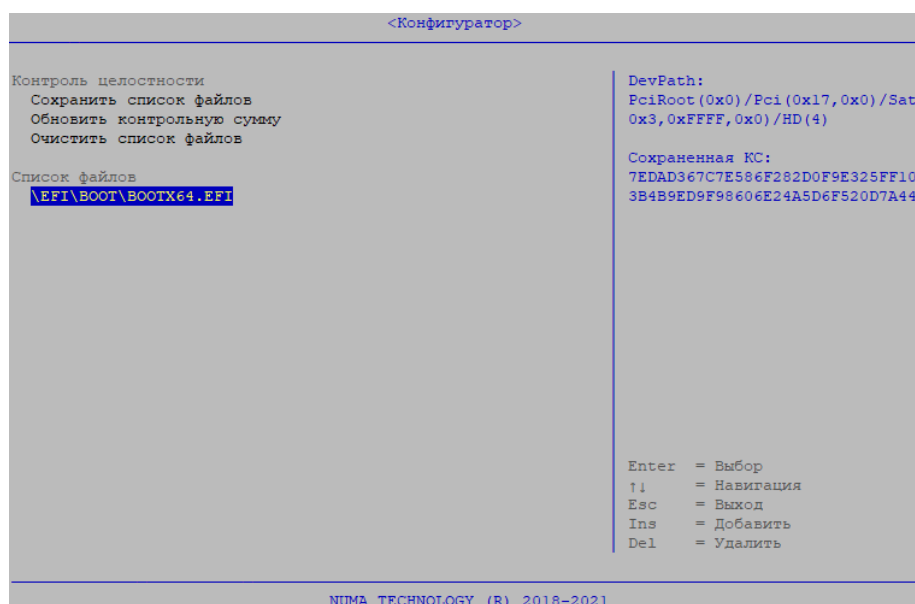 <Конфигуратор>
Контроль целостности
Сохранить список файлов
Обновить контрольную сумму
Очистить список файлов
Список файлов
\EFI\BOOT\BOOTX64.EFI
DevPath:
PciRoot(0x0)/Pci(0x17,0x0)/Sat
0x3,0xFFFF,0x0)/HD(4)
Сохраненная КС:
7EDAD367C7E586F282D0F9E325FF10
3B4B9ED9F98606E24A5D6F520D7A44
Enter = Выбор
↑↓ = Навигация
Esc = Выход
Ins = Добавить
Del = Удалить
NUMA TECHNOLOGY (R) 2018-2021